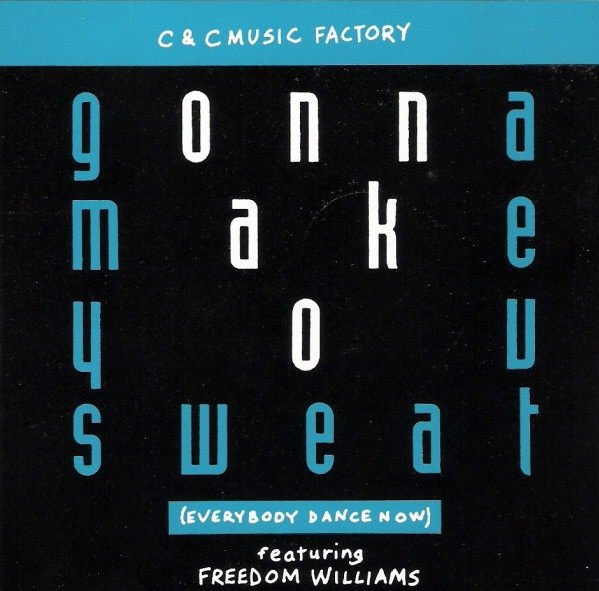 C & C MUSIC FACTORY
gonna
make
you
sweat
(EVERYBODY DANCE NOW)
featuring
FREEDOM WILLIAMS